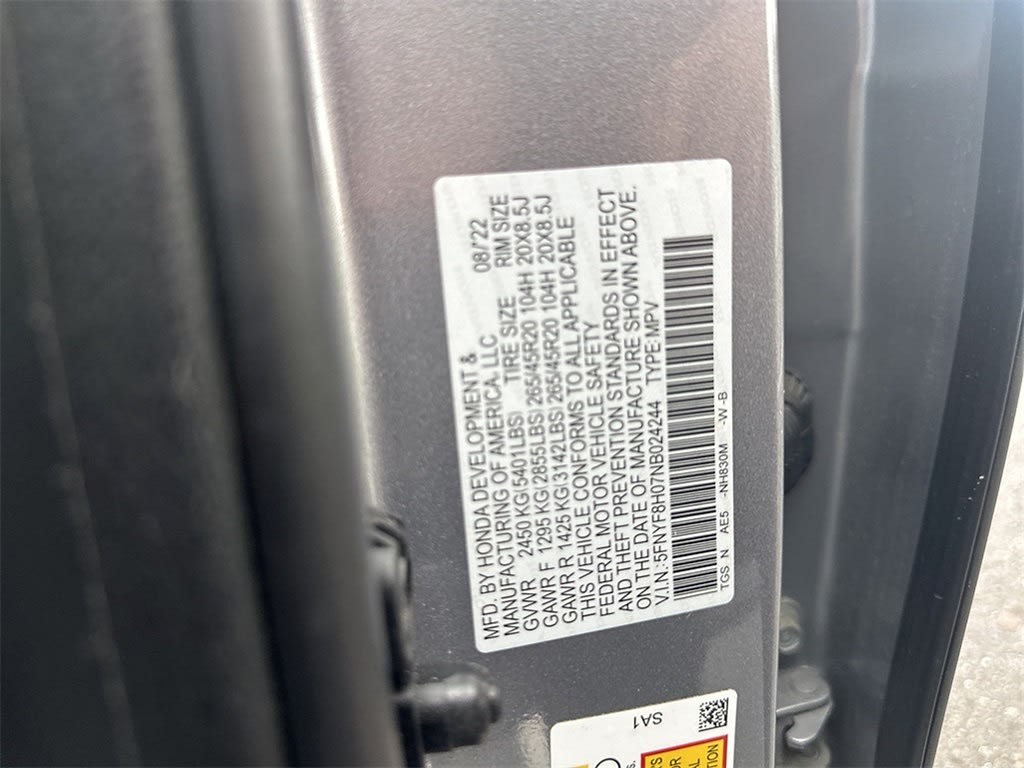 MFD. BY HONDA DEVELOPMENT &
MANUFACTURING OF AMERICA, LLC 08/'22
GVWR 2450 KG(5401LBS) TIRE SIZE RIM SIZE
GAWR F 1295 KG(2855LBS) 265/45R20 104H 20X8.5J
GAWR R 1425 KG(3142LBS) 265/45R20 104H 20X8.5J
THIS VEHICLE CONFORMS TO ALL APPLICABLE
FEDERAL MOTOR VEHICLE SAFETY
AND THEFT PREVENTION STANDARDS IN EFFECT
ON THE DATE OF MANUFACTURE SHOWN ABOVE.
V.I.N.:5FNYF8H07NB024244 TYPE:MPV
TGS N AE5 -NH830M -W -B
SA1